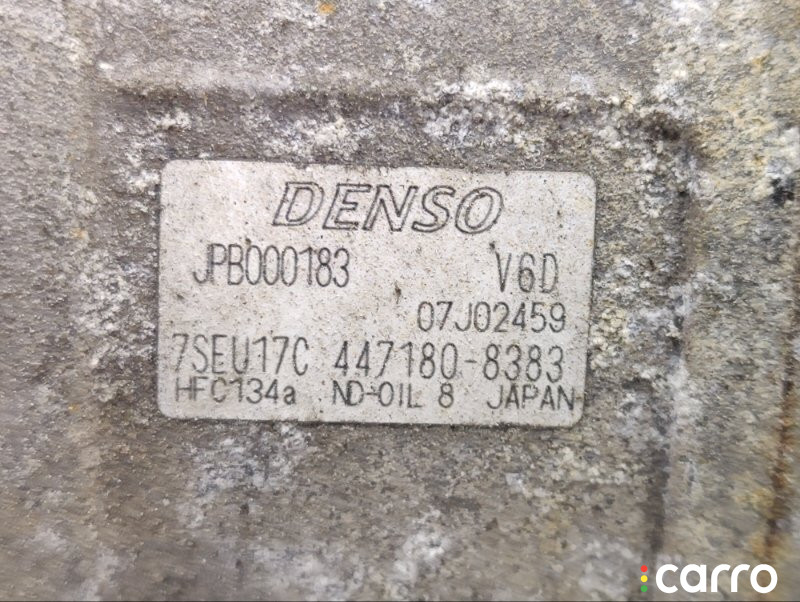 DENSO
JPB000183 V6D
07J02459
7SEU17C 447180-8383
HFC134a ND-OIL 8 JAPAN
carro